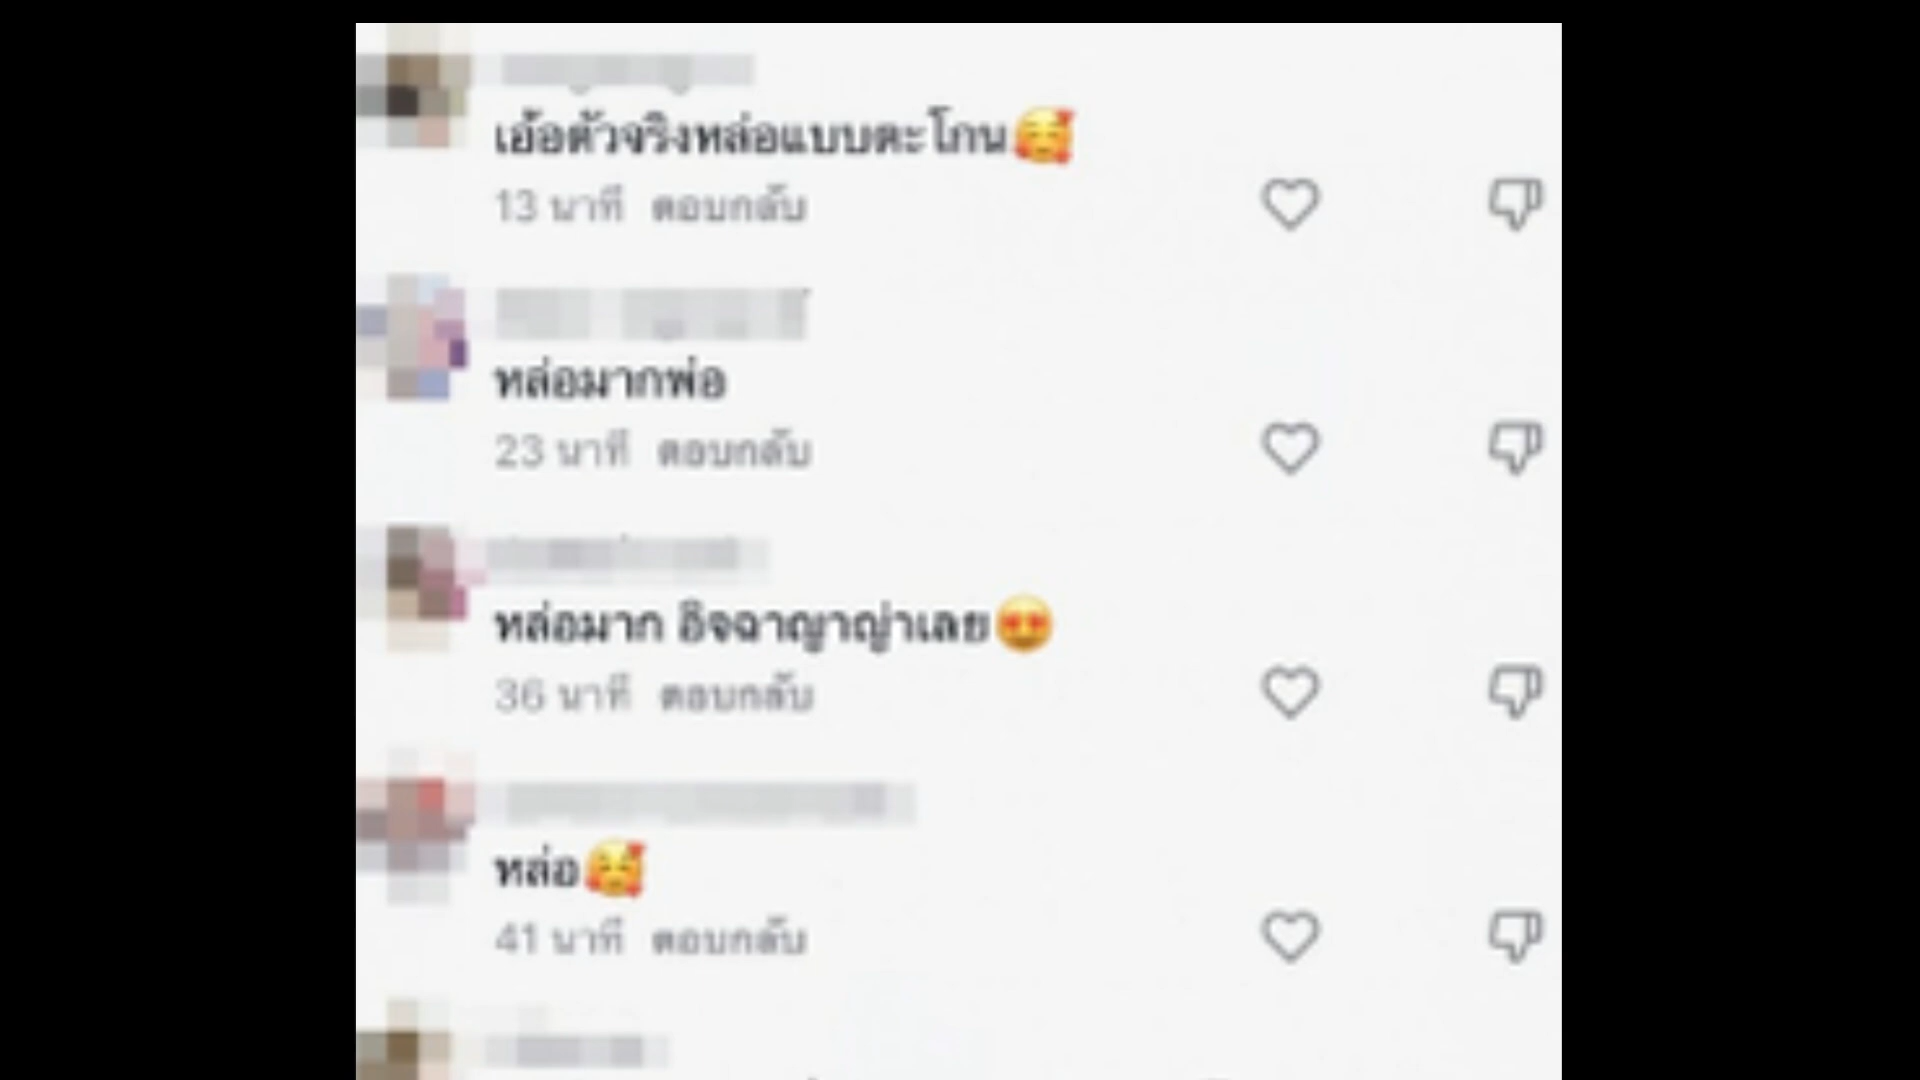 เอ้อตัวจริงหล่อแบบตะโกน🥰
13 นาที ตอบกลับ
หล่อมากพ่อ
23 นาที ตอบกลับ
หล่อมาก อิจฉาญาญ่าเลย😍
36 นาที ตอบกลับ
หล่อ🥰
41 นาที ตอบกลับ